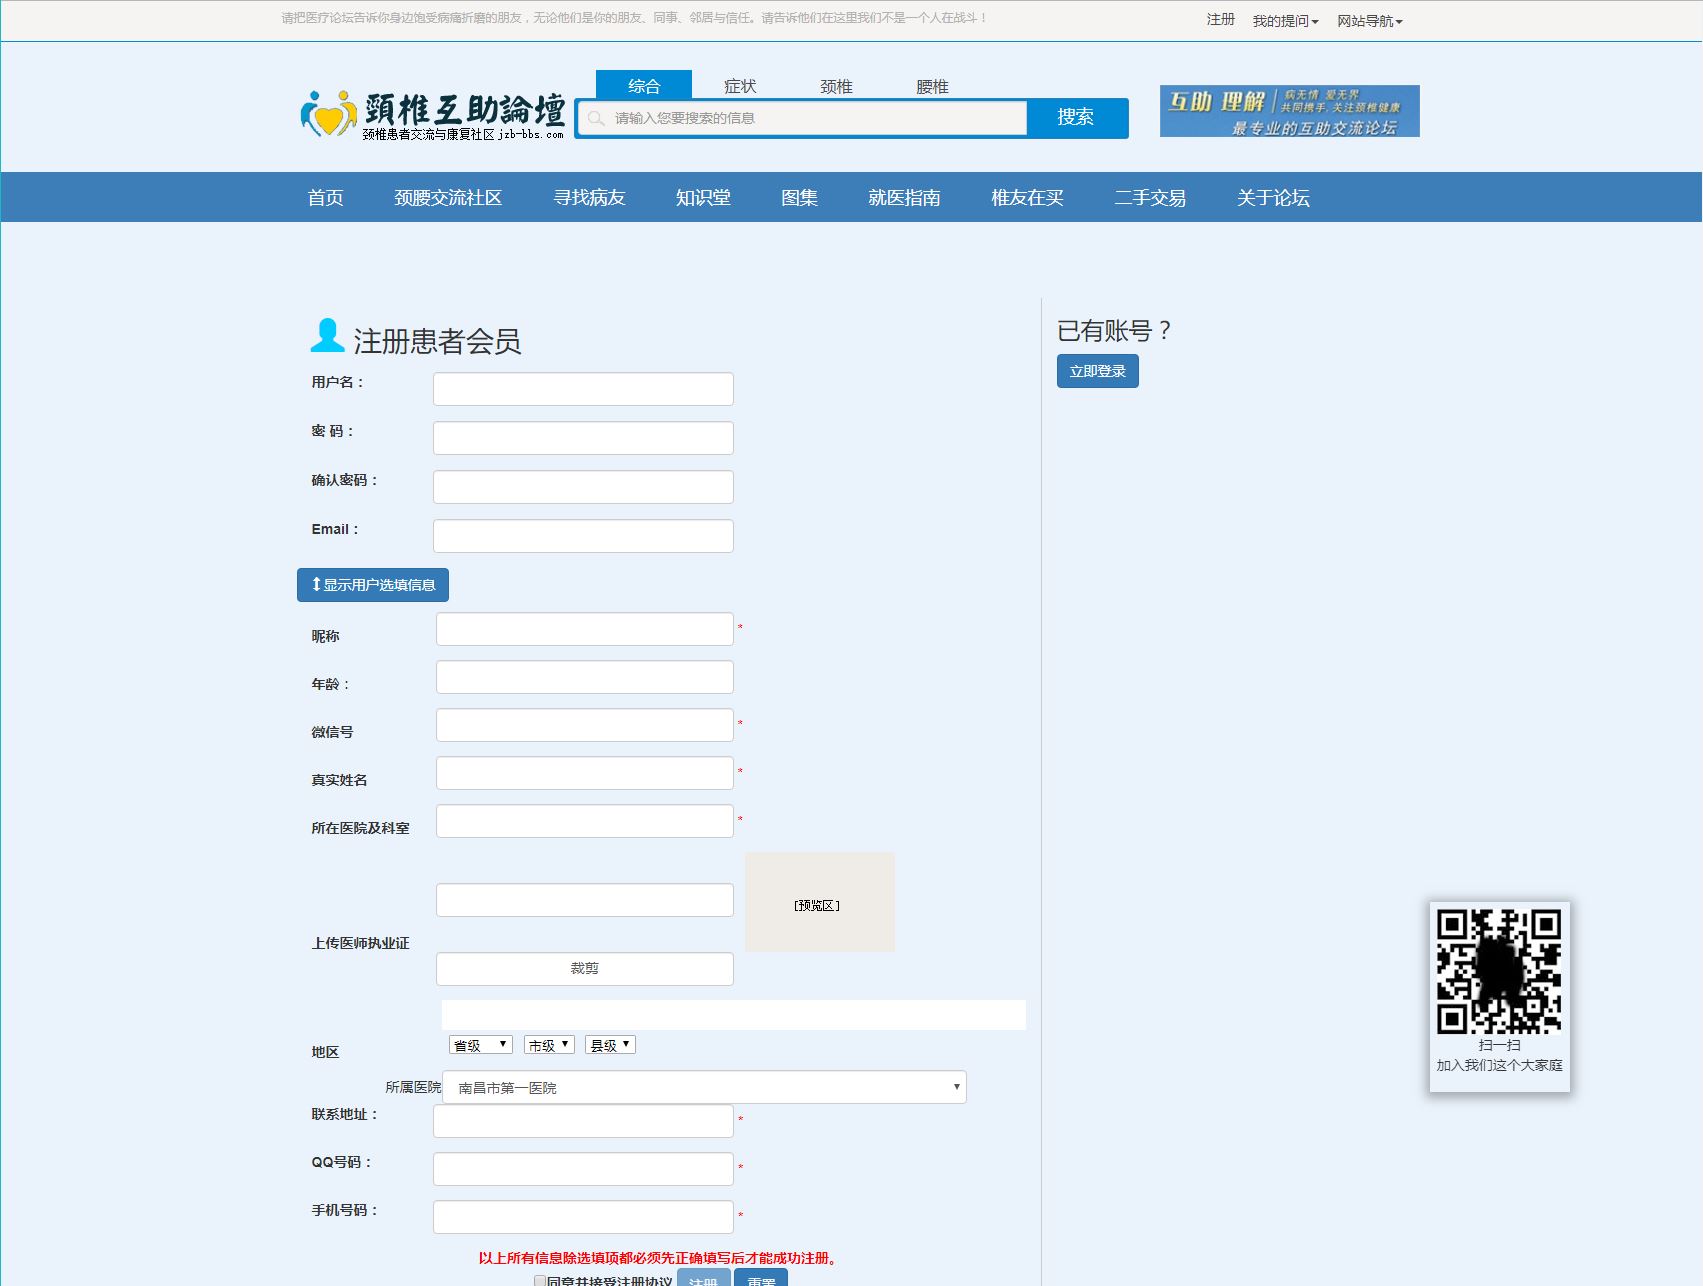 请把医疗论坛告诉你身边饱受病痛折磨的朋友，无论他们是你的朋友、同事、邻居与信任。请告诉他们在这里我们不是一个人在战斗！
注册 我的提问 网站导航
综合 症状 颈椎 腰椎
頚椎互助論壇
颈椎患者交流与康复社区 jzb-bbs.com
请输入您要搜索的信息 搜索
互助 理解 病无情 爱无界
共同携手.关注颈椎健康
最专业的互助交流论坛
首页 颈腰交流社区 寻找病友 知识堂 图集 就医指南 椎友在买 二手交易 关于论坛
注册患者会员
已有账号？
立即登录
用户名：
密 码：
确认密码：
Email：
显示用户选填信息
昵称 *
年龄：
微信号 *
真实姓名 *
所在医院及科室 *
[预览区]
上传医师执业证
裁剪
地区 省级 市级 县级
所属医院 南昌市第一医院
联系地址： *
QQ号码： *
手机号码： *
以上所有信息除选填项都必须先正确填写后才能成功注册。
同意并接受注册协议 注册 重置
扫一扫
加入我们这个大家庭